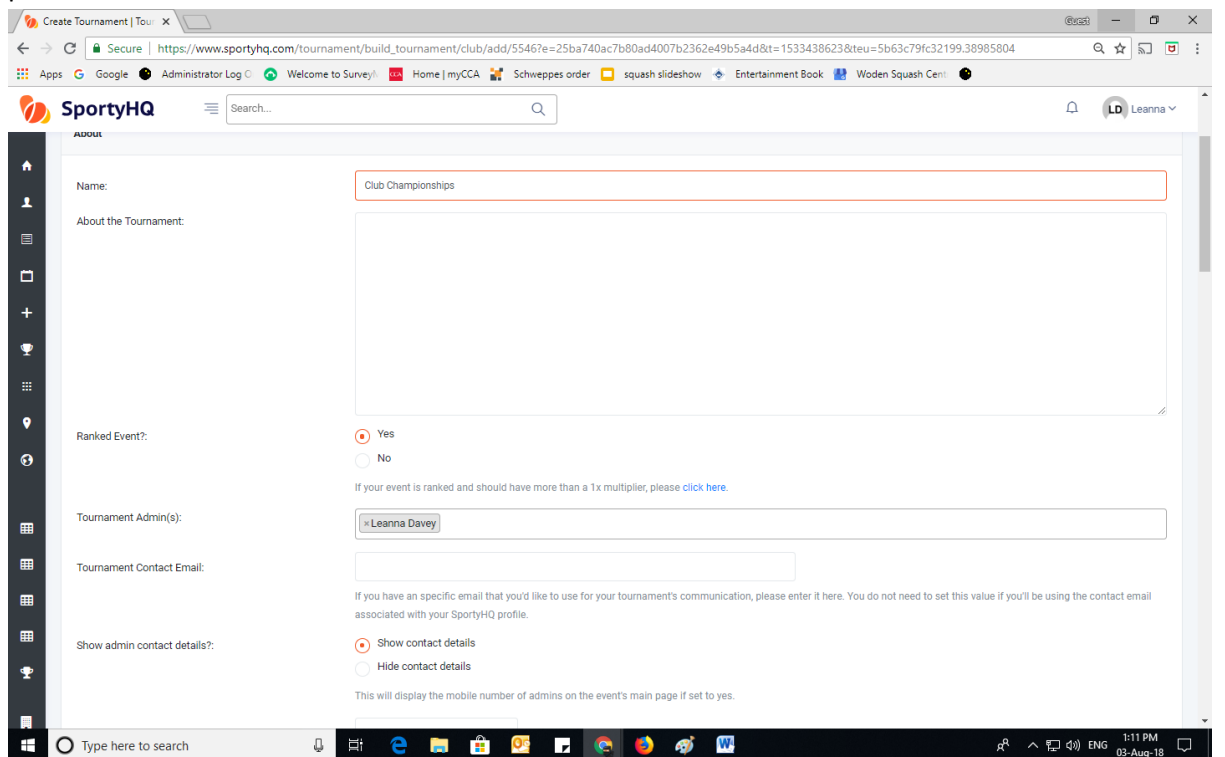 Create Tournament | Tour
Guest
Secure | https://www.sportyhq.com/tournament/build_tournament/club/add/5546?e=25ba740ac7b80ad4007b2362e49b5a4d&t=1533438623&teu=5b63c79fc32199.38985804
Apps Google Administrator Log O Welcome to Survey Home | myCCA Schweppes order squash slideshow Entertainment Book Woden Squash Cent
SportyHQ Search... LD Leanna
About
Name: Club Championships
About the Tournament:
Ranked Event?: Yes
No
If your event is ranked and should have more than a 1x multiplier, please click here.
Tournament Admin(s): ×Leanna Davey
Tournament Contact Email:
If you have an specific email that you'd like to use for your tournament's communication, please enter it here. You do not need to set this value if you'll be using the contact email
associated with your SportyHQ profile.
Show admin contact details?: Show contact details
Hide contact details
This will display the mobile number of admins on the event's main page if set to yes.
Type here to search ENG 1:11 PM
03-Aug-18